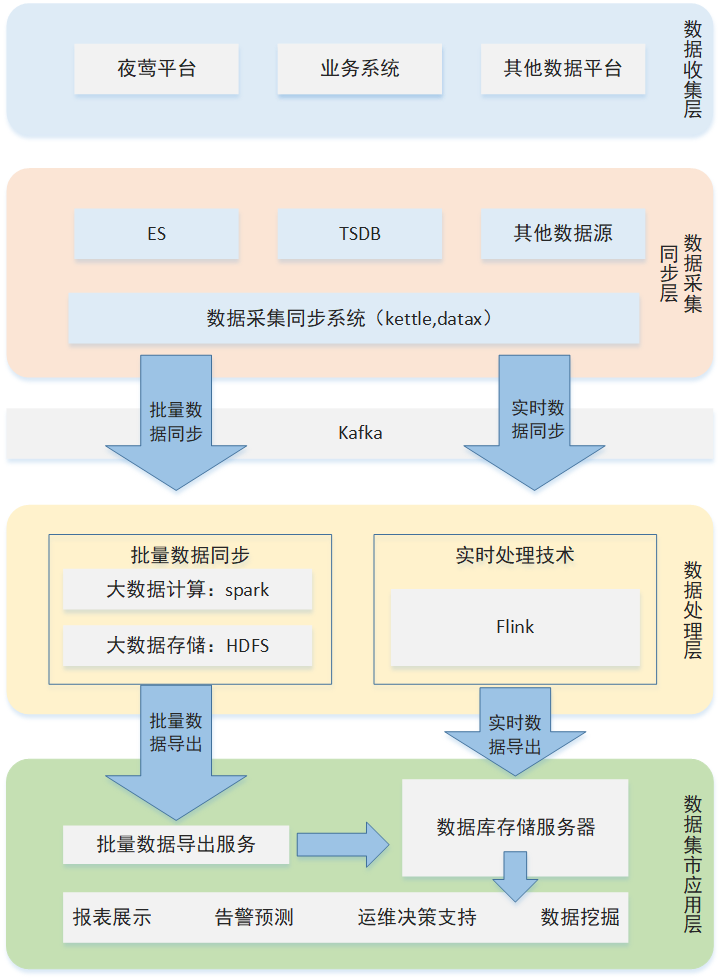 夜莺平台
业务系统
其他数据平台
数据收集层
ES
TSDB
其他数据源
数据采集
同步层
数据采集同步系统（kettle,datax）
批量数
据同步
实时数
据同步
Kafka
批量数据同步
大数据计算：spark
大数据存储：HDFS
实时处理技术
Flink
数据处理层
批量数
据导出
实时数
据导出
批量数据导出服务
数据库存储服务器
数据集市应用层
报表展示
告警预测
运维决策支持
数据挖掘